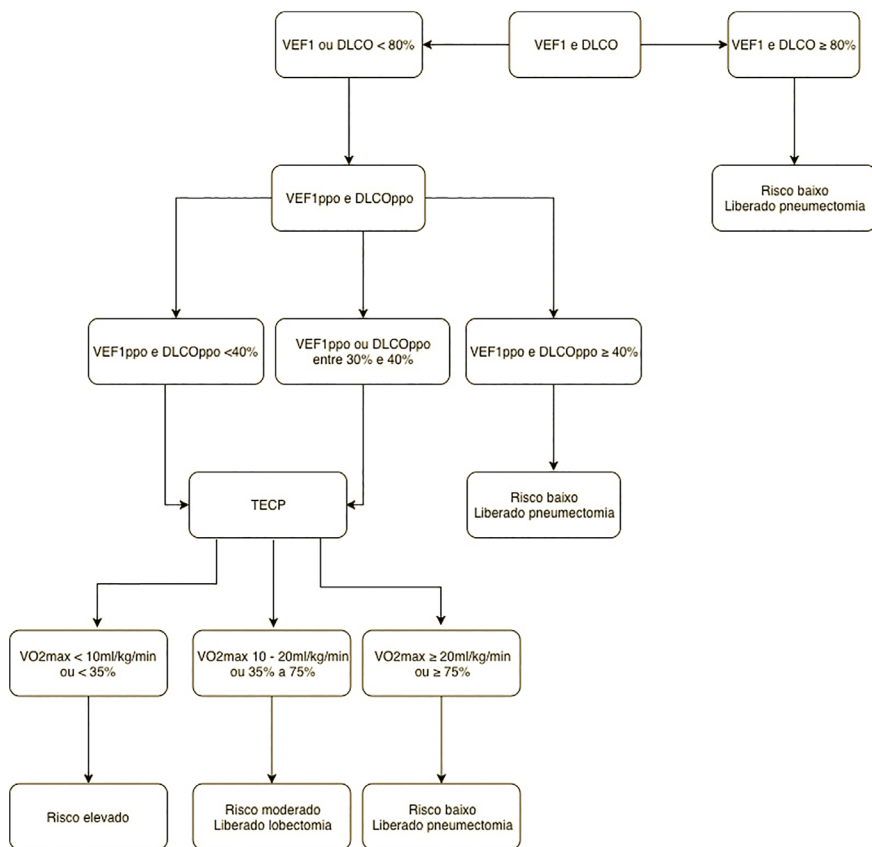 VEF1 ou DLCO < 80%
VEF1 e DLCO
VEF1 e DLCO ≥ 80%
VEF1ppo e DLCOppo
Risco baixo
Liberado pneumectomia
VEF1ppo e DLCOppo <40%
VEF1ppo ou DLCOppo
entre 30% e 40%
VEF1ppo e DLCOppo ≥ 40%
TECP
Risco baixo
Liberado pneumectomia
VO2max < 10ml/kg/min
ou < 35%
VO2max 10 - 20ml/kg/min
ou 35% a 75%
VO2max ≥ 20ml/kg/min
ou ≥ 75%
Risco elevado
Risco moderado
Liberado lobectomia
Risco baixo
Liberado pneumectomia